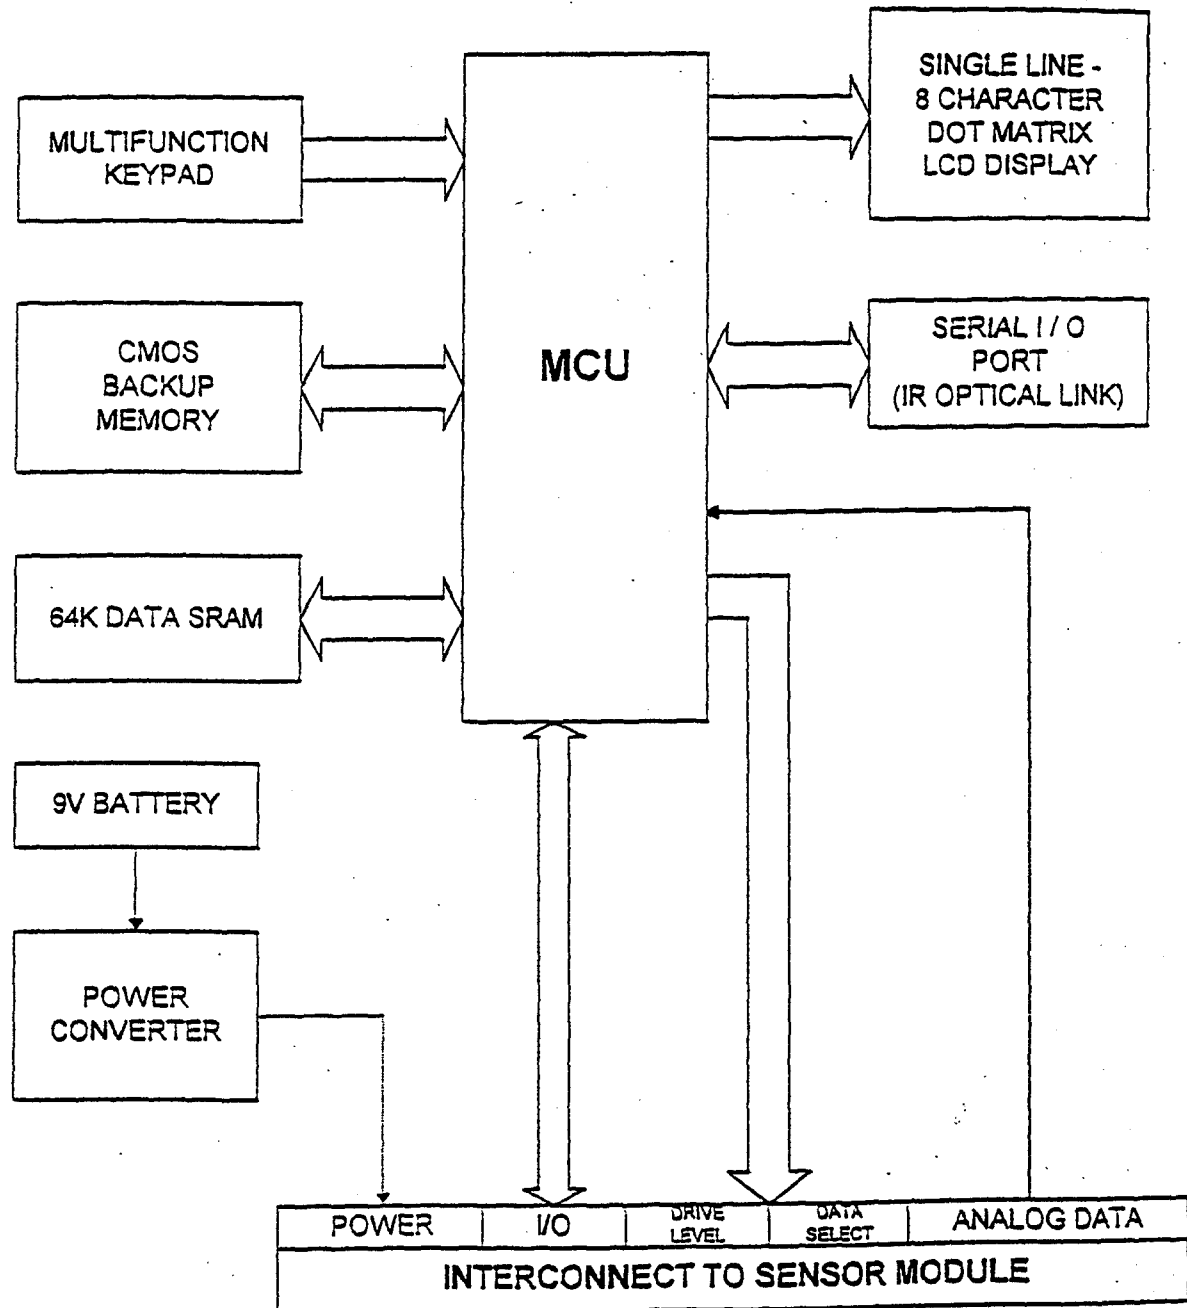 MULTIFUNCTION
KEYPAD
SINGLE LINE -
8 CHARACTER
DOT MATRIX
LCD DISPLAY
CMOS
BACKUP
MEMORY
MCU
SERIAL I / O
PORT
(IR OPTICAL LINK)
64K DATA SRAM
9V BATTERY
POWER
CONVERTER
POWER
I/O
DRIVE
LEVEL
DATA
SELECT
ANALOG DATA
INTERCONNECT TO SENSOR MODULE